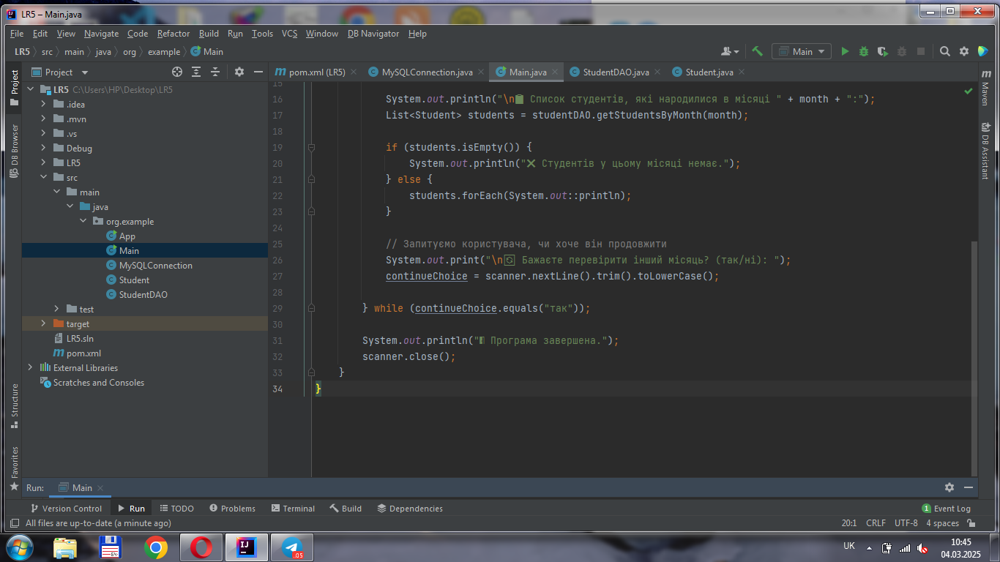 LR5 – Main.java
File Edit View Navigate Code Refactor Build Run Tools VCS Window DB Navigator Help
LR5 src main java org example Main
Main
Project
pom.xml (LR5) MySQLConnection.java Main.java StudentDAO.java Student.java
Project
DB Browser
Structure
Favorites
LR5 C:\Users\HP\Desktop\LR5
.idea
.mvn
.vs
Debug
LR5
src
main
java
org.example
App
Main
MySQLConnection
Student
StudentDAO
test
target
LR5.sln
pom.xml
External Libraries
Scratches and Consoles
15
16 System.out.println("\n📋 Список студентів, які народилися в місяці " + month + ":");
17 List<Student> students = studentDAO.getStudentsByMonth(month);
18
19 if (students.isEmpty()) {
20 System.out.println("❌ Студентів у цьому місяці немає.");
21 } else {
22 students.forEach(System.out::println);
23 }
24
25 // Запитуємо користувача, чи хоче він продовжити
26 System.out.print("\n🔄 Бажаєте перевірити інший місяць? (так/ні): ");
27 continueChoice = scanner.nextLine().trim().toLowerCase();
28
29 } while (continueChoice.equals("так"));
30
31 System.out.println(" Програма завершена.");
32 scanner.close();
33 }
34 }
Maven
DB Assistant
Run: Main
Version Control Run TODO Problems Terminal Build Dependencies 1 Event Log
All files are up-to-date (a minute ago) 20:1 CRLF UTF-8 4 spaces
64
IJ
.05
UK
10:45
04.03.2025